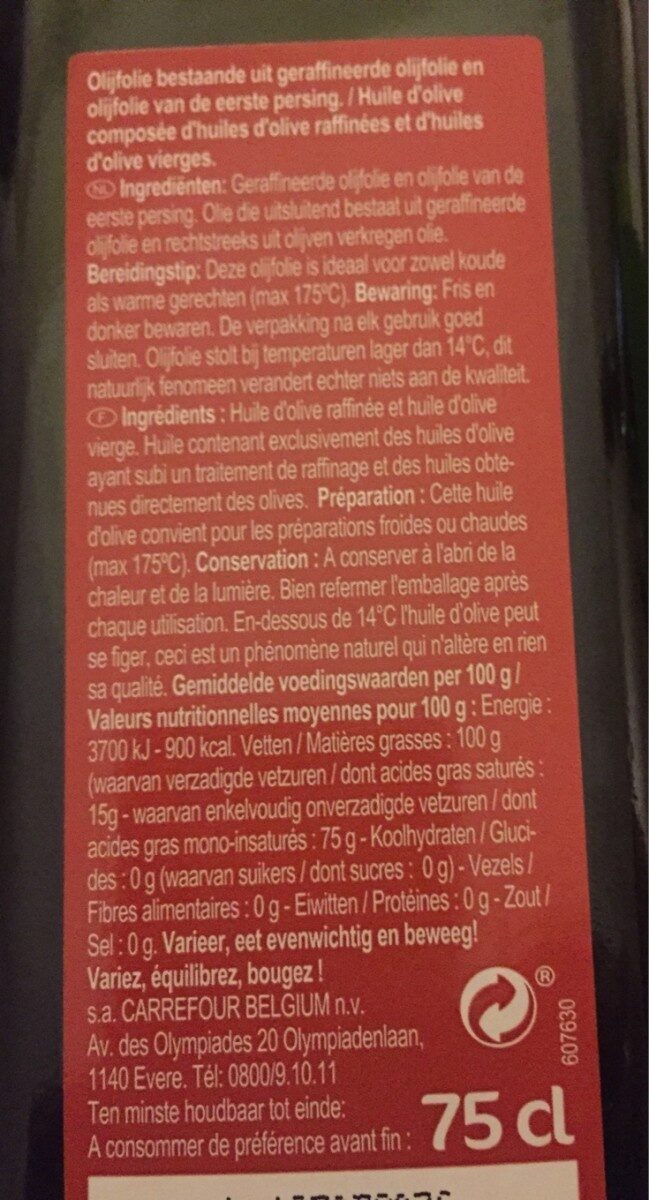 Olijfolie bestaande uit geraffineerde olijfolie en
olijfolie van de eerste persing. / Huile d'olive
composée d'huiles d'olive raffinées et d'huiles
d'olive vierges.
NL Ingrediënten: Geraffineerde olijfolie en olijfolie van de
eerste persing. Olie die uitsluitend bestaat uit geraffineerde
olijfolie en rechtstreeks uit olijven verkregen olie.
Bereidingstip: Deze olijfolie is ideaal voor zowel koude
als warme gerechten (max 175°C). Bewaring: Fris en
donker bewaren. De verpakking na elk gebruik goed
sluiten. Olijfolie stolt bij temperaturen lager dan 14°C, dit
natuurlijk fenomeen verandert echter niets aan de kwaliteit.
F Ingrédients : Huile d'olive raffinée et huile d'olive
vierge. Huile contenant exclusivement des huiles d'olive
ayant subi un traitement de raffinage et des huiles obte-
nues directement des olives. Préparation : Cette huile
d'olive convient pour les préparations froides ou chaudes
(max 175°C). Conservation : A conserver à l'abri de la
chaleur et de la lumière. Bien refermer l'emballage après
chaque utilisation. En-dessous de 14°C l'huile d'olive peut
se figer, ceci est un phénomène naturel qui n'altère en rien
sa qualité. Gemiddelde voedingswaarden per 100 g /
Valeurs nutritionnelles moyennes pour 100 g : Energie :
3700 kJ - 900 kcal. Vetten / Matières grasses : 100 g
(waarvan verzadigde vetzuren / dont acides gras saturés :
15g - waarvan enkelvoudig onverzadigde vetzuren / dont
acides gras mono-insaturés : 75 g - Koolhydraten / Gluci-
des : 0 g (waarvan suikers / dont sucres : 0 g) - Vezels /
Fibres alimentaires : 0 g - Eiwitten / Protéines : 0 g - Zout /
Sel : 0 g. Varieer, eet evenwichtig en beweeg!
Variez, équilibrez, bougez !
s.a. CARREFOUR BELGIUM n.v.
Av. des Olympiades 20 Olympiadenlaan,
1140 Evere. Tél: 0800/9.10.11
Ten minste houdbaar tot einde:
A consommer de préférence avant fin :
75 cl
®
607630